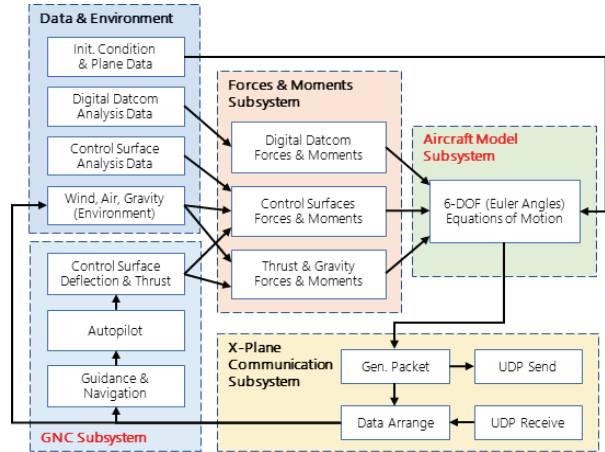 Data & Environment
Init. Condition
& Plane Data
Digital Datcom
Analysis Data
Control Surface
Analysis Data
Wind, Air, Gravity
(Environment)
Forces & Moments
Subsystem
Digital Datcom
Forces & Moments
Control Surfaces
Forces & Moments
Thrust & Gravity
Forces & Moments
Aircraft Model
Subsystem
6-DOF (Euler Angles)
Equations of Motion
Control Surface
Deflection & Thrust
Autopilot
Guidance &
Navigation
GNC Subsystem
X-Plane
Communication
Subsystem
Gen. Packet
UDP Send
Data Arrange
UDP Receive